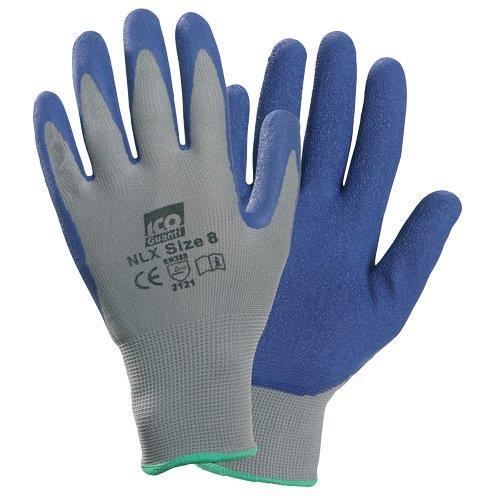 ICO
Guanti
NLX Size 8
EN388
CE
2121